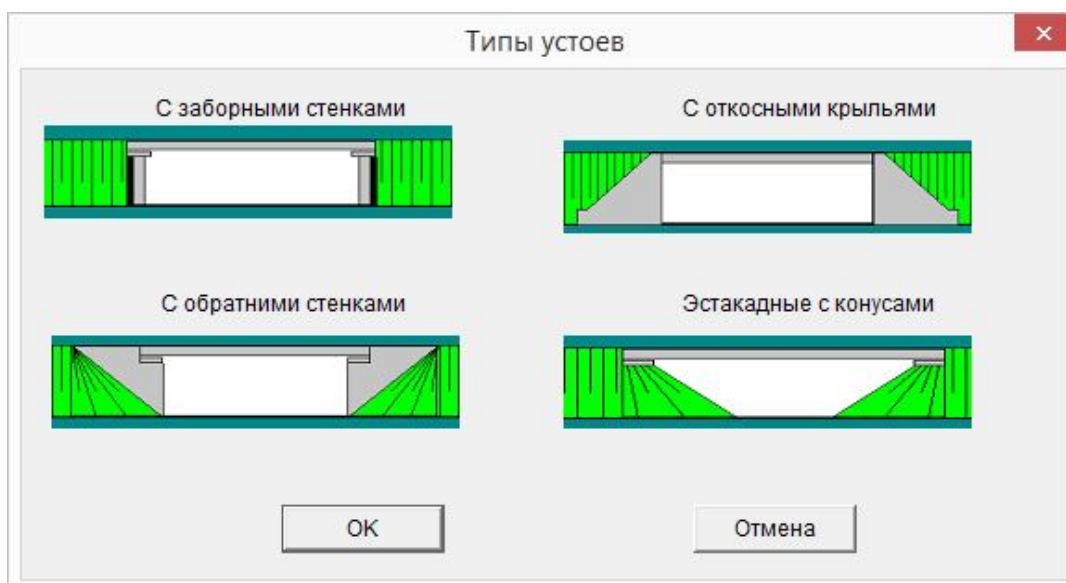 Типы устоев
С заборными стенками
С откосными крыльями
С обратними стенками
Эстакадные с конусами
OK
Отмена